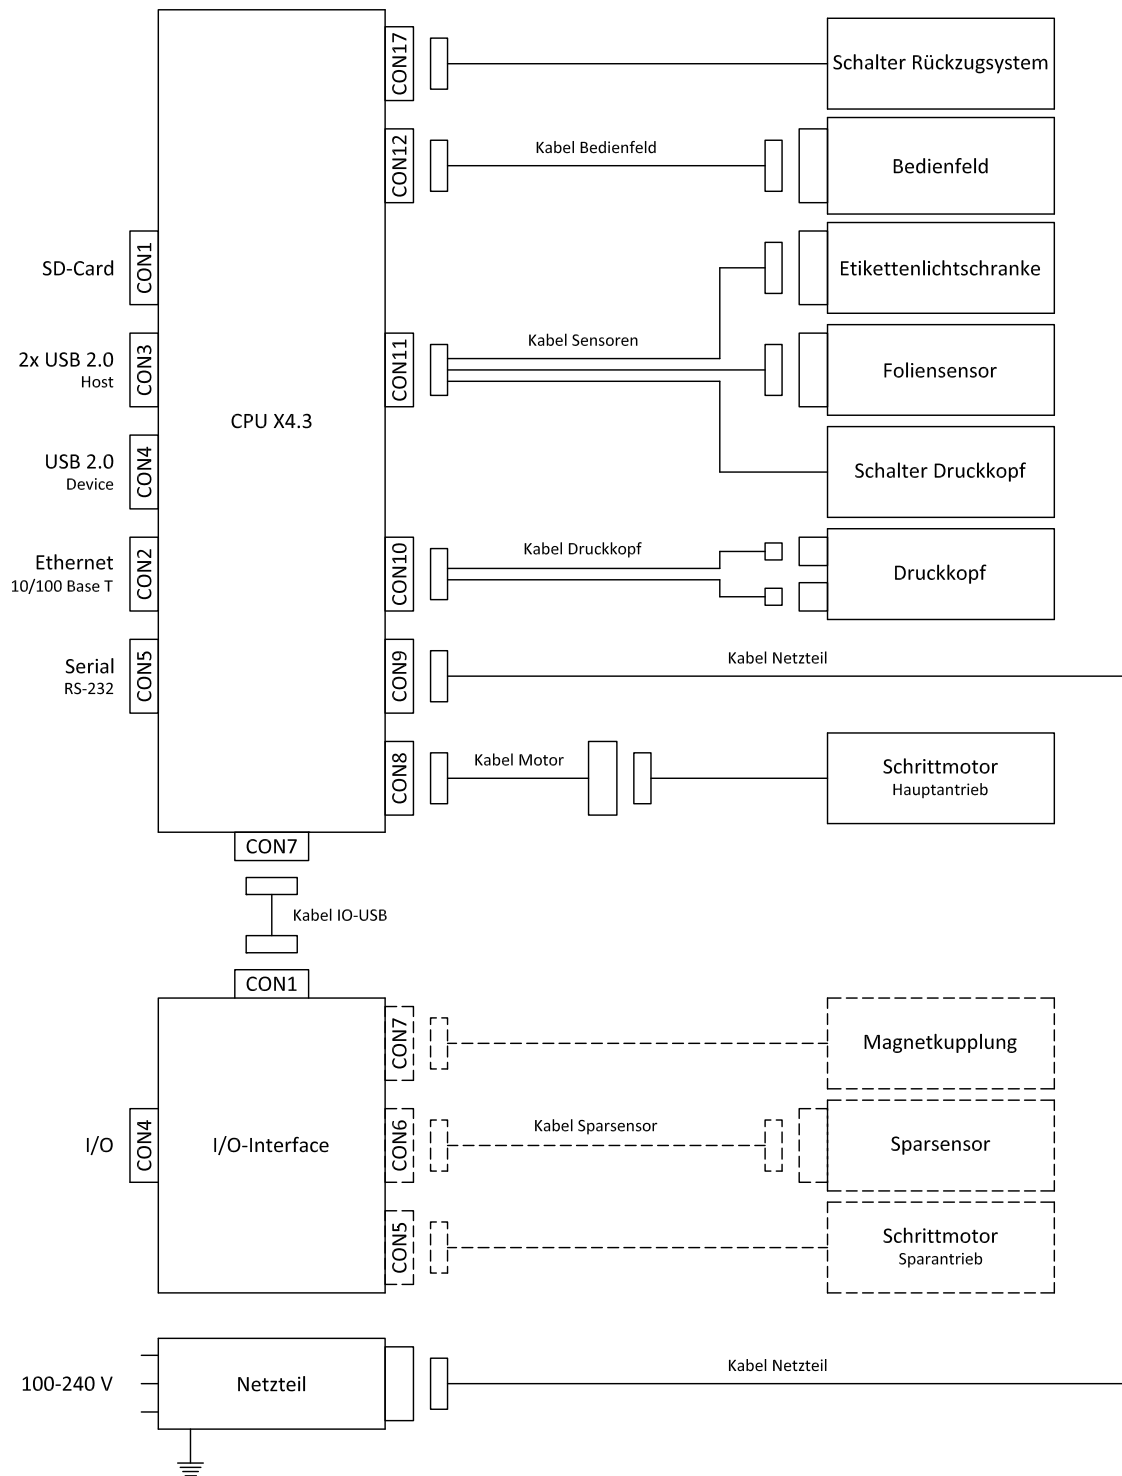 CON17
Schalter Rückzugsystem
CON12
Kabel Bedienfeld
Bedienfeld
SD-Card
CON1
Etikettenlichtschranke
2x USB 2.0
Host
CON3
CPU X4.3
CON11
Kabel Sensoren
Foliensensor
USB 2.0
Device
CON4
Schalter Druckkopf
Ethernet
10/100 Base T
CON2
CON10
Kabel Druckkopf
Druckkopf
Serial
RS-232
CON5
CON9
Kabel Netzteil
CON8
Kabel Motor
Schrittmotor
Hauptantrieb
CON7
Kabel IO-USB
CON1
CON7
Magnetkupplung
I/O
CON4
I/O-Interface
CON6
Kabel Sparsensor
Sparsensor
CON5
Schrittmotor
Sparantrieb
100-240 V
Netzteil
Kabel Netzteil